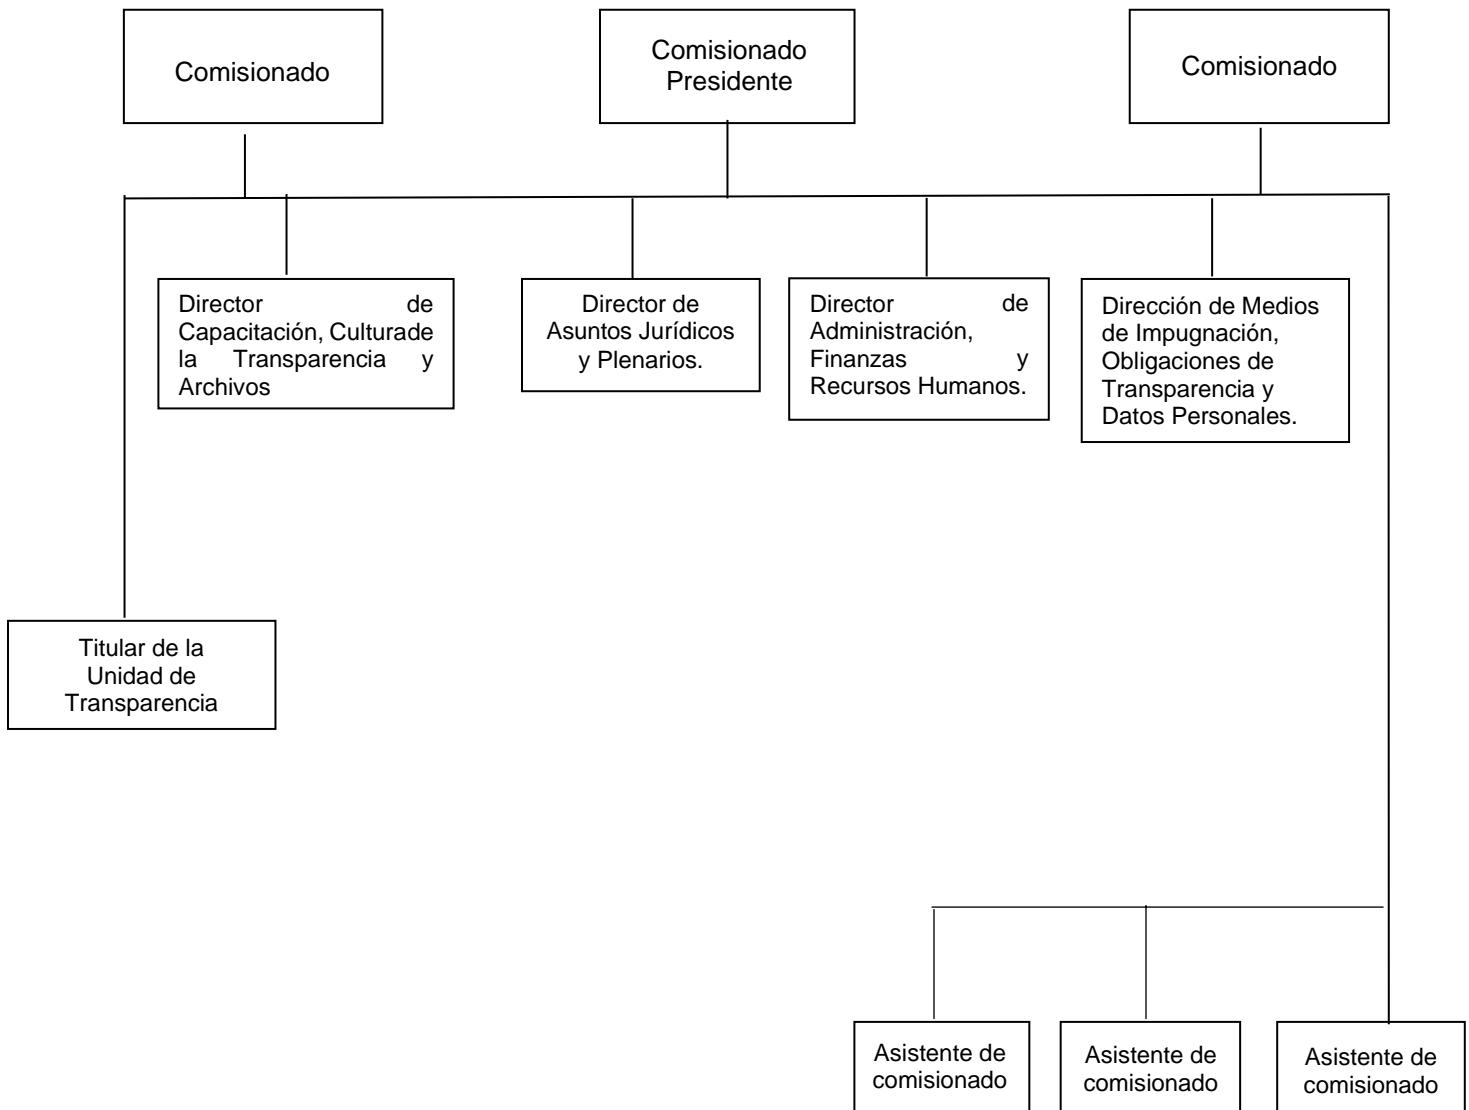 Comisionado
Comisionado
Presidente
Comisionado
Director de
Capacitación, Culturade
la Transparencia y
Archivos
Director de
Asuntos Jurídicos
y Plenarios.
Director de
Administración,
Finanzas y
Recursos Humanos.
Dirección de Medios
de Impugnación,
Obligaciones de
Transparencia y
Datos Personales.
Titular de la
Unidad de
Transparencia
Asistente de
comisionado
Asistente de
comisionado
Asistente de
comisionado